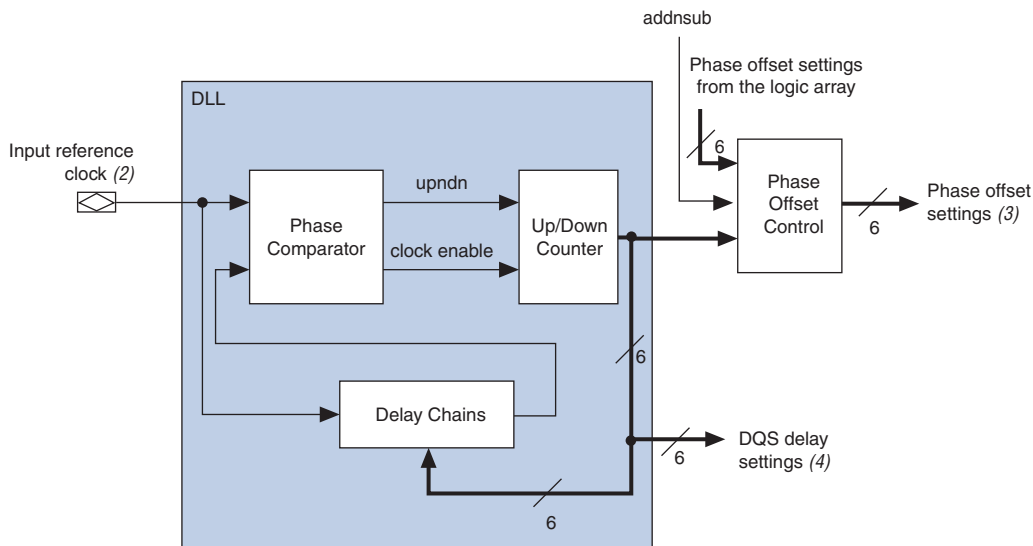 addnsub
Phase offset settings
from the logic array
DLL
6
Input reference
clock (2)
upndn
Phase
Comparator
clock enable
Up/Down
Counter
Phase
Offset
Control
6
Phase offset
settings (3)
6
Delay Chains
6
DQS delay
settings (4)
6